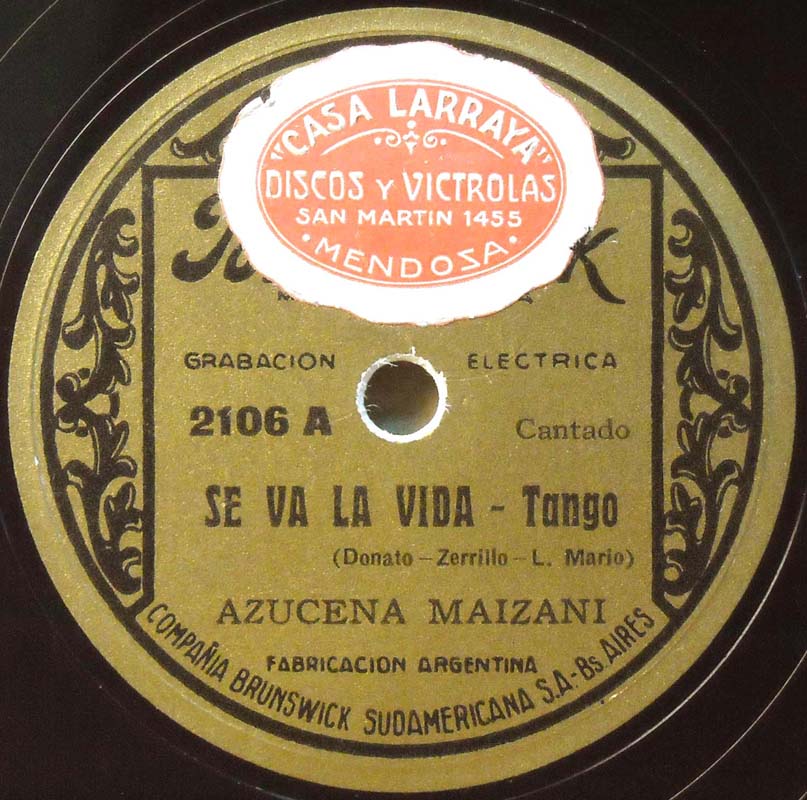 "CASA LARRAYA"
DISCOS Y VICTROLAS
SAN MARTIN 1455
• MENDOSA •
GRABACION ELECTRICA
2106 A Cantado
SE VA LA VIDA - Tango
(Donato – Zerrillo – L. Mario)
AZUCENA MAIZANI
FABRICACION ARGENTINA
COMPAÑIA BRUNSWICK SUDAMERICANA S.A.-Bs. AIRES